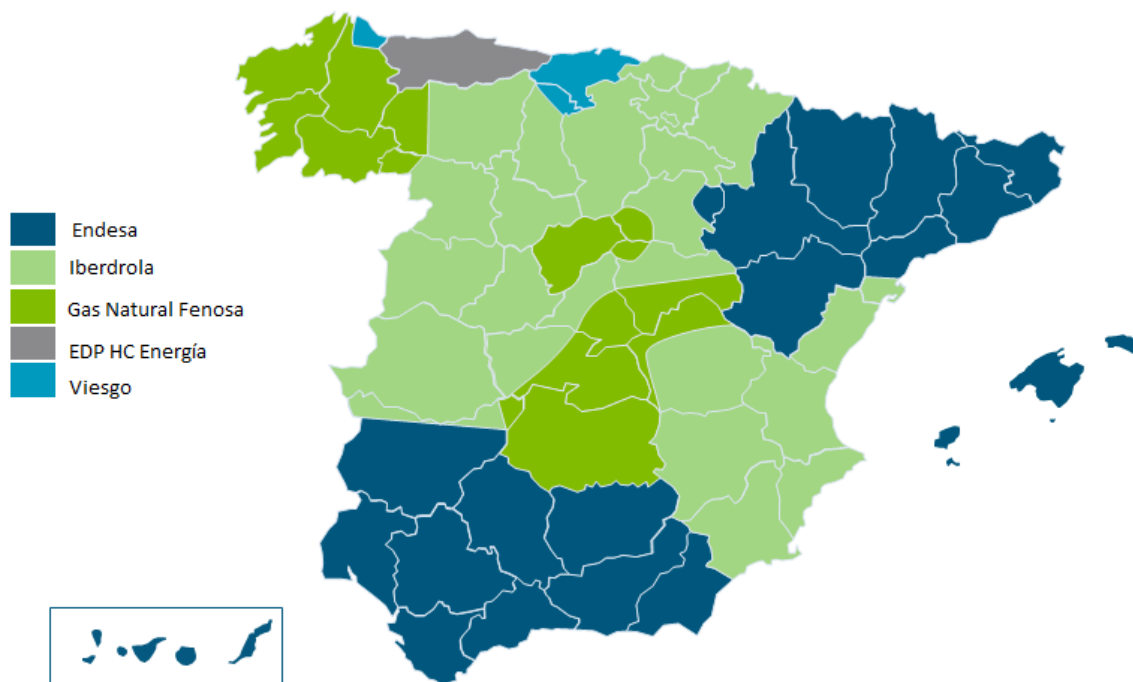 Endesa
Iberdrola
Gas Natural Fenosa
EDP HC Energía
Viesgo